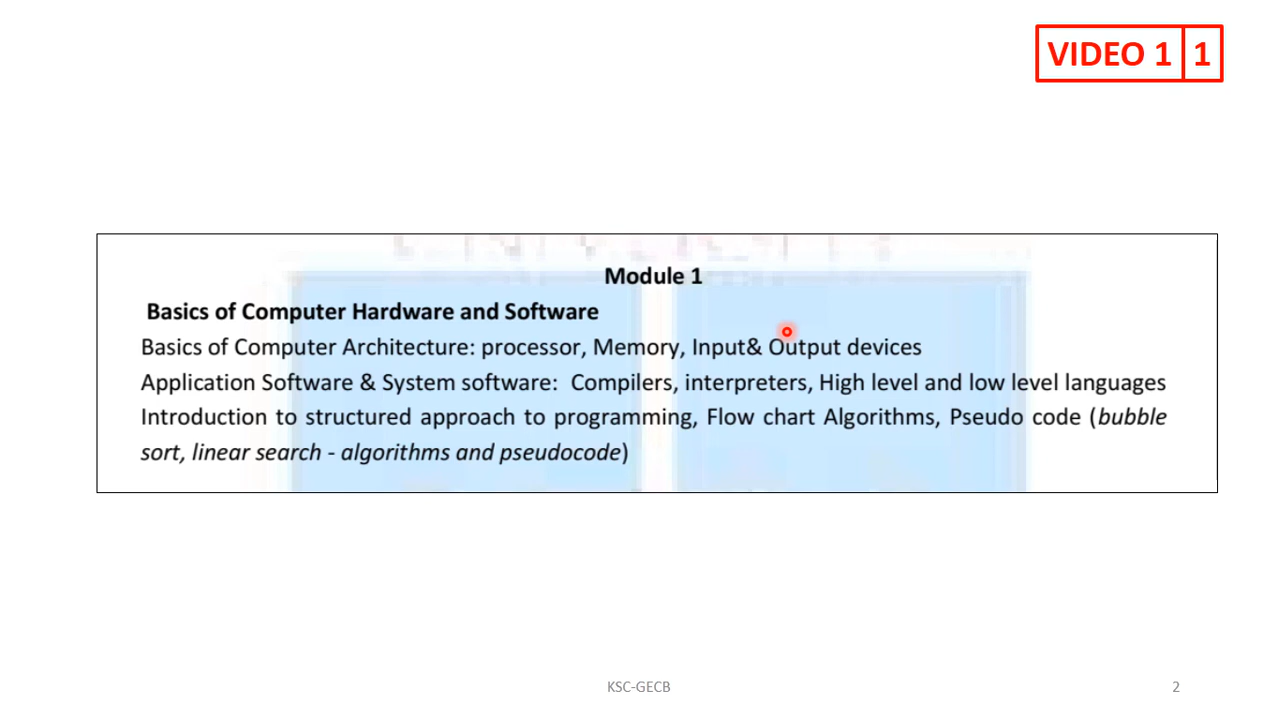 VIDEO 1 1
Module 1
Basics of Computer Hardware and Software
Basics of Computer Architecture: processor, Memory, Input& Output devices
Application Software & System software: Compilers, interpreters, High level and low level languages
Introduction to structured approach to programming, Flow chart Algorithms, Pseudo code (bubble
sort, linear search - algorithms and pseudocode)
KSC-GECB
2